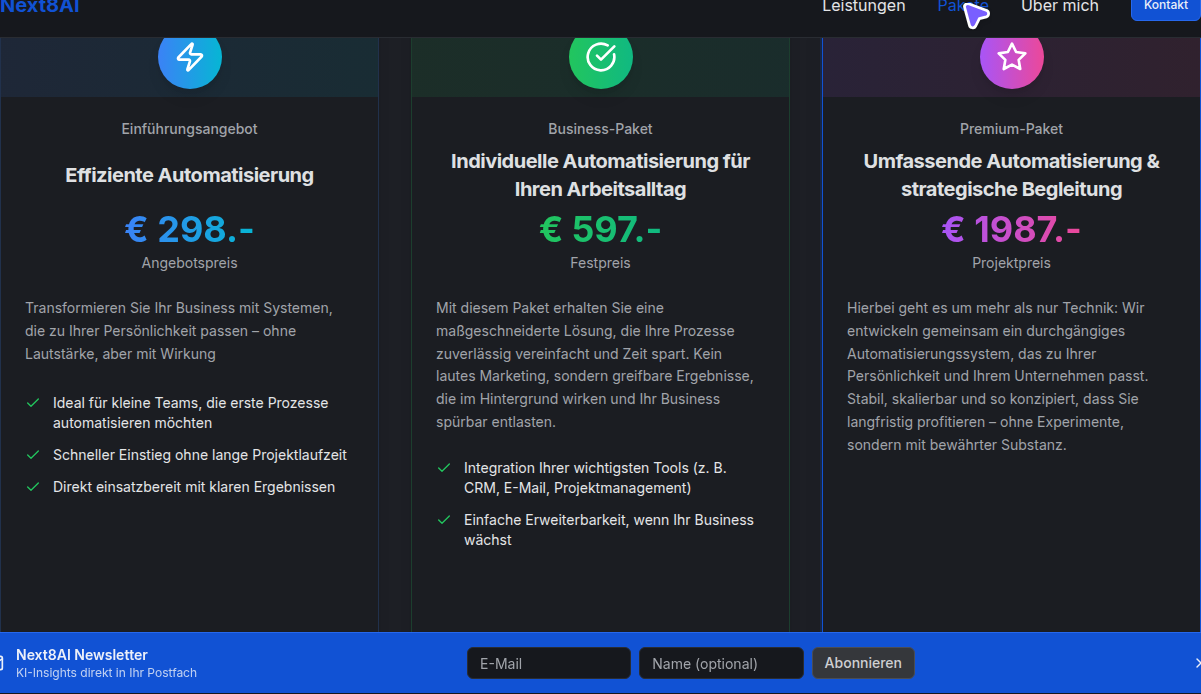 Next8AI
Leistungen
Pakete
Über mich
Kontakt
Einführungsangebot
Effiziente Automatisierung
€ 298.-
Angebotspreis
Transformieren Sie Ihr Business mit Systemen,
die zu Ihrer Persönlichkeit passen – ohne
Lautstärke, aber mit Wirkung
Ideal für kleine Teams, die erste Prozesse
automatisieren möchten
Schneller Einstieg ohne lange Projektlaufzeit
Direkt einsatzbereit mit klaren Ergebnissen
Business-Paket
Individuelle Automatisierung für
Ihren Arbeitsalltag
€ 597.-
Festpreis
Mit diesem Paket erhalten Sie eine
maßgeschneiderte Lösung, die Ihre Prozesse
zuverlässig vereinfacht und Zeit spart. Kein
lautes Marketing, sondern greifbare Ergebnisse,
die im Hintergrund wirken und Ihr Business
spürbar entlasten.
Integration Ihrer wichtigsten Tools (z. B.
CRM, E-Mail, Projektmanagement)
Einfache Erweiterbarkeit, wenn Ihr Business
wächst
Premium-Paket
Umfassende Automatisierung &
strategische Begleitung
€ 1987.-
Projektpreis
Hierbei geht es um mehr als nur Technik: Wir
entwickeln gemeinsam ein durchgängiges
Automatisierungssystem, das zu Ihrer
Persönlichkeit und Ihrem Unternehmen passt.
Stabil, skalierbar und so konzipiert, dass Sie
langfristig profitieren – ohne Experimente,
sondern mit bewährter Substanz.
Next8AI Newsletter
KI-Insights direkt in Ihr Postfach
E-Mail
Name (optional)
Abonnieren